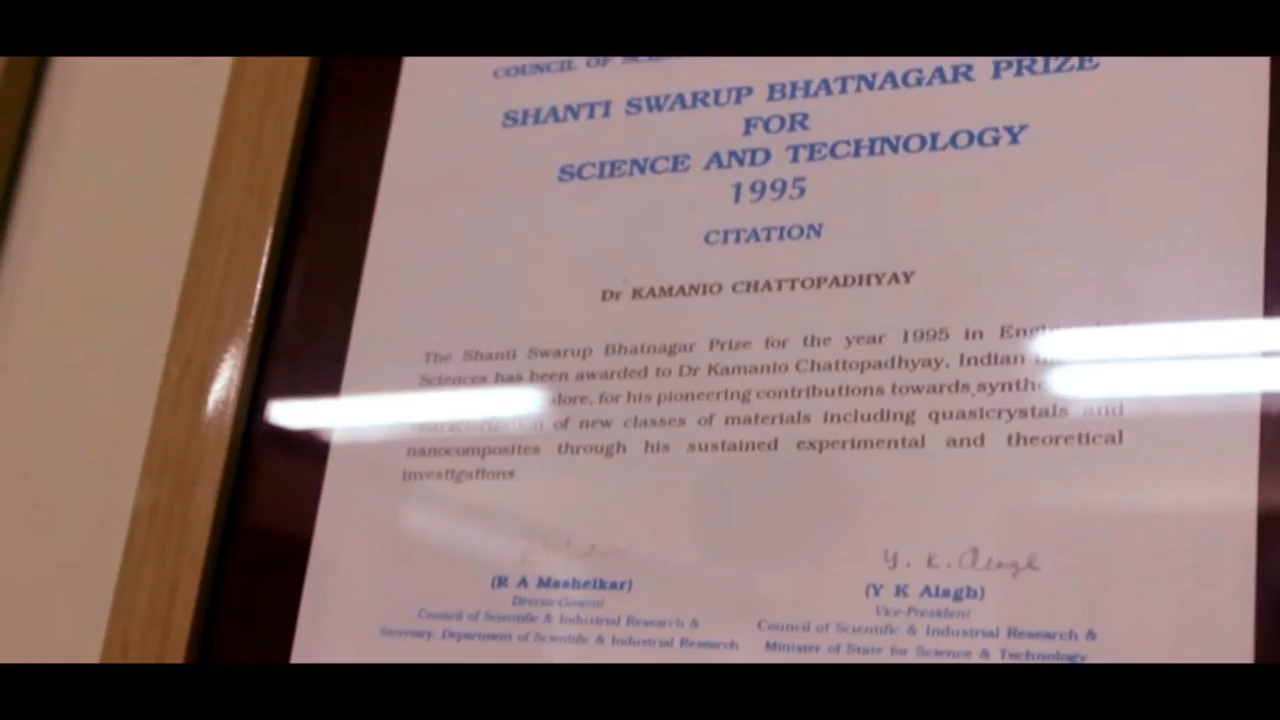 COUNCIL OF
SHANTI SWARUP BHATNAGAR PRIZE
FOR
SCIENCE AND TECHNOLOGY
1995
CITATION
Dr KAMANIO CHATTOPADHYAY
The Shanti Swarup Bhatnagar Prize for the year 1995 in
Sciences has been awarded to Dr Kamanio Chattopadhyay, Indian
for his pioneering contributions towards
of new classes of materials including quasicrystals and
nanocomposites through his sustained experimental and theoretical
investigations.
Y. K. Alagh
(R A Mashelkar)
(Y K Alagh)
Director-General
Vice-President
Council of Scientific & Industrial Research &
Council of Scientific & Industrial Research &
Secretary, Department of Scientific & Industrial Research
Minister of State for Science & Technology